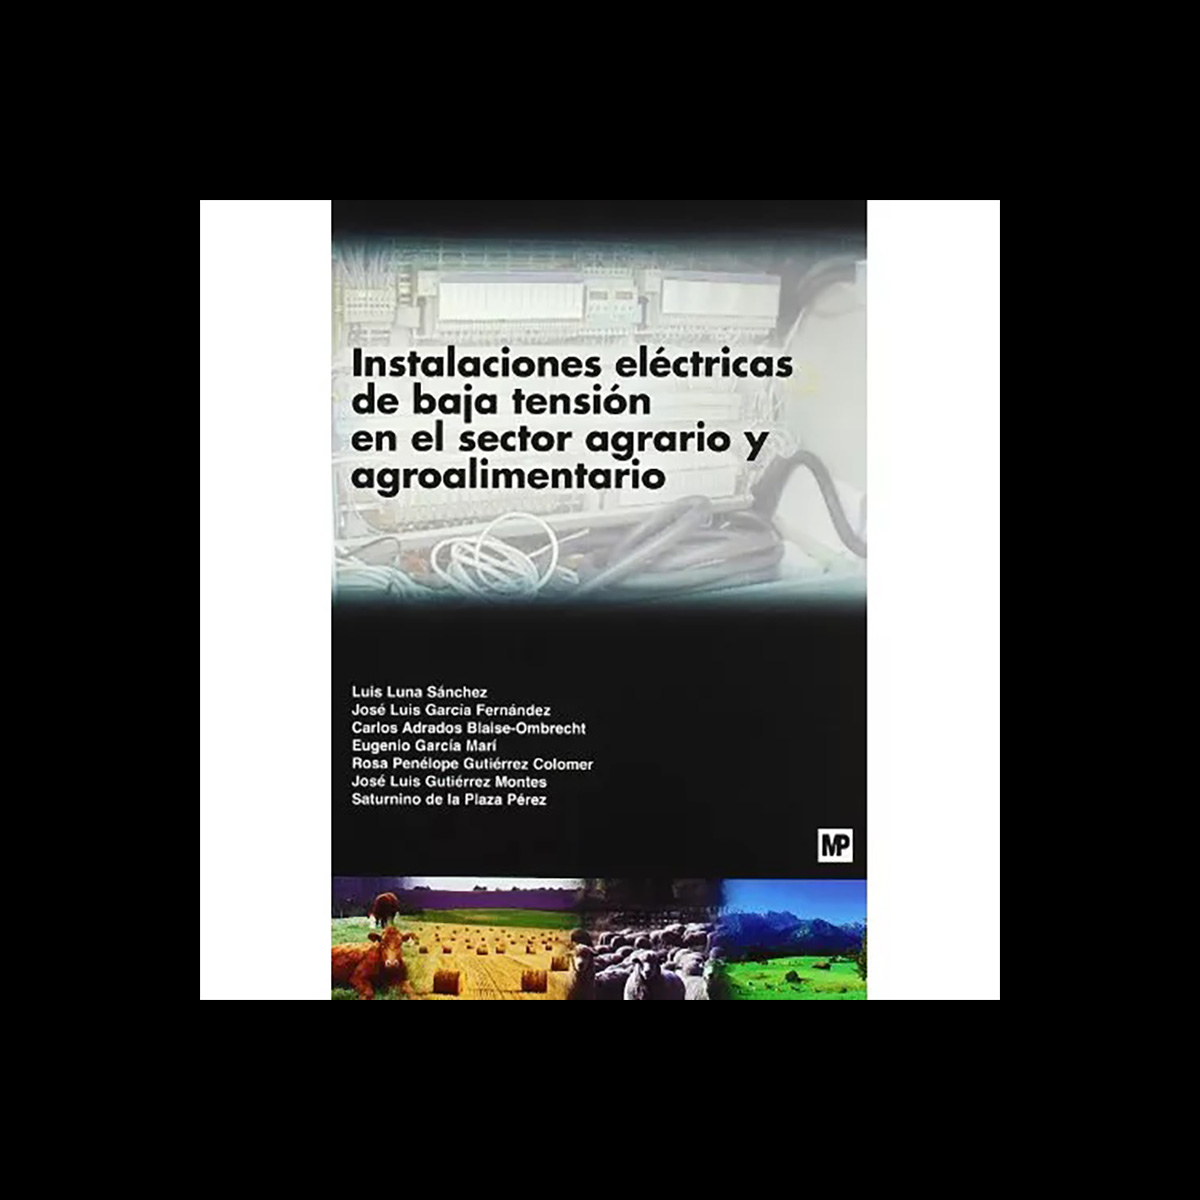 Instalaciones eléctricas
de baja tensión
en el sector agrario y
agroalimentario
Luis Luna Sánchez
José Luis García Fernández
Carlos Adrados Blaise-Ombrecht
Eugenio García Marí
Rosa Penélope Gutiérrez Colomer
José Luis Gutiérrez Montes
Saturnino de la Plaza Pérez
MP